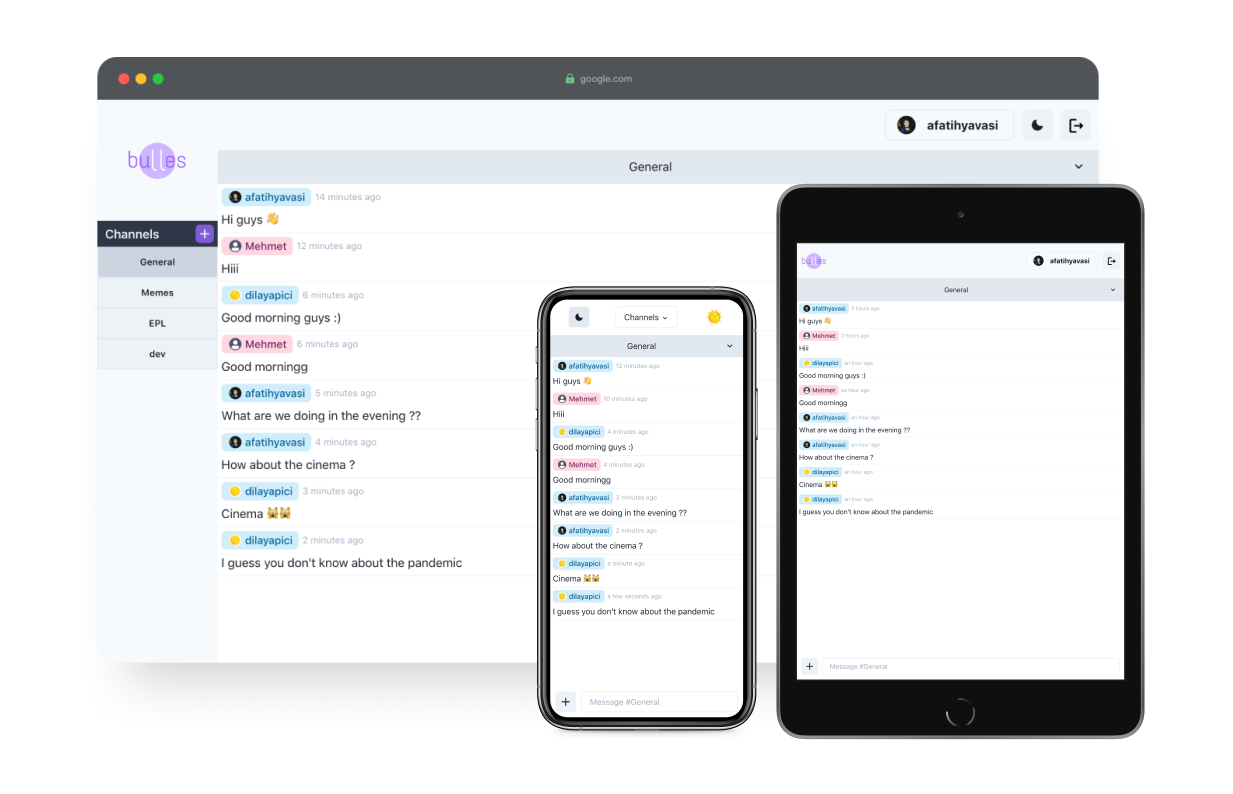 google.com
afatihyavasi
bulles
General
Channels +
General
Memes
EPL
dev
afatihyavasi 14 minutes ago
Hi guys 👋
Mehmet 12 minutes ago
Hiii
dilayapici 6 minutes ago
Good morning guys :)
Mehmet 6 minutes ago
Good morningg
afatihyavasi 5 minutes ago
What are we doing in the evening ??
afatihyavasi 4 minutes ago
How about the cinema ?
dilayapici 3 minutes ago
Cinema 🙀🙀
dilayapici 2 minutes ago
I guess you don't know about the pandemic
Channels
General
afatihyavasi 12 minutes ago
Hi guys 👋
Mehmet 10 minutes ago
Hiii
dilayapici 4 minutes ago
Good morning guys :)
Mehmet 4 minutes ago
Good morningg
afatihyavasi 3 minutes ago
What are we doing in the evening ??
afatihyavasi 2 minutes ago
How about the cinema ?
dilayapici a minute ago
Cinema 🙀🙀
dilayapici a few seconds ago
I guess you don't know about the pandemic
+ Message #General
bulles
afatihyavasi
General
afatihyavasi 2 hours ago
Hi guys 👋
Mehmet 2 hours ago
Hiii
dilayapici an hour ago
Good morning guys :)
Mehmet an hour ago
Good morningg
afatihyavasi an hour ago
What are we doing in the evening ??
afatihyavasi an hour ago
How about the cinema ?
dilayapici an hour ago
Cinema 🙀🙀
dilayapici an hour ago
I guess you don't know about the pandemic
+ Message #General